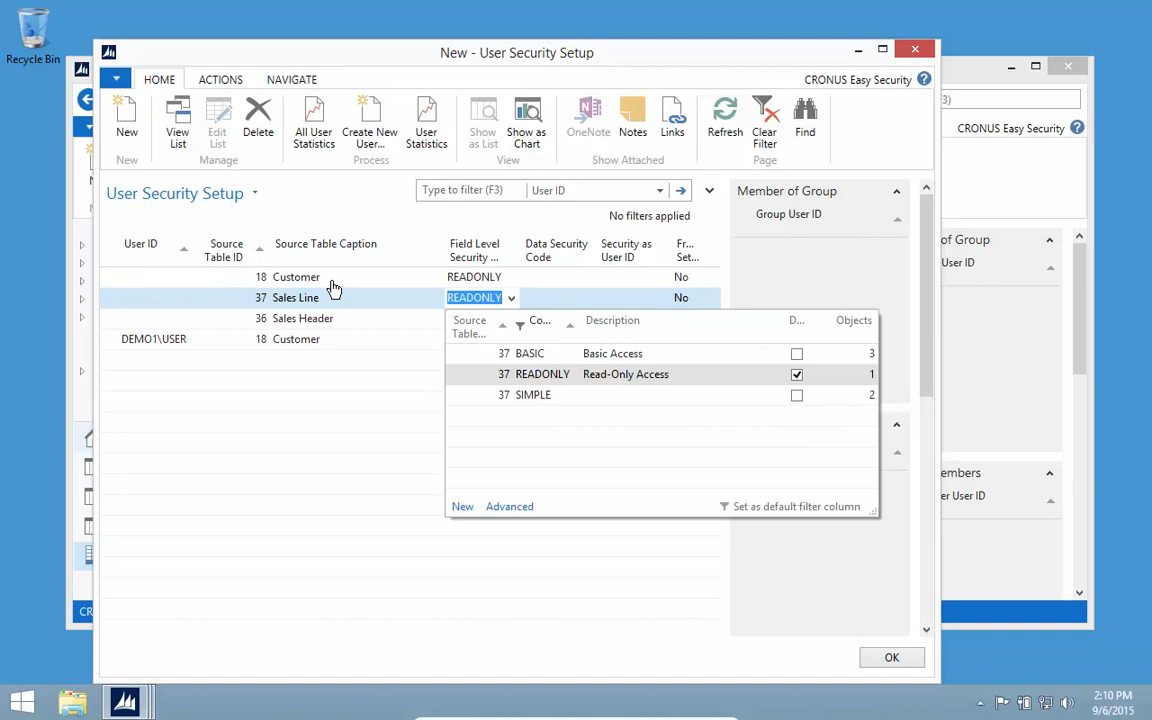 Recycle Bin
New - User Security Setup
HOME ACTIONS NAVIGATE CRONUS Easy Security
New View List Edit List Delete All User Statistics Create New User... User Statistics Show as List Show as Chart OneNote Notes Links Refresh Clear Filter Find
New Manage Process View Show Attached Page
3)
CRONUS Easy Security
User Security Setup Type to filter (F3) User ID
No filters applied
User ID Source Table ID Source Table Caption Field Level Security ... Data Security Code Security as User ID Fr... Set...
18 Customer READONLY No
37 Sales Line READONLY No
36 Sales Header
DEMO1\USER 18 Customer
Source Table... Co... Description D... Objects
37 BASIC Basic Access 3
37 READONLY Read-Only Access 1
37 SIMPLE 2
New Advanced Set as default filter column
Member of Group
Group User ID
of Group
ser ID
embers
er User ID
OK
CR
2:10 PM
9/6/2015